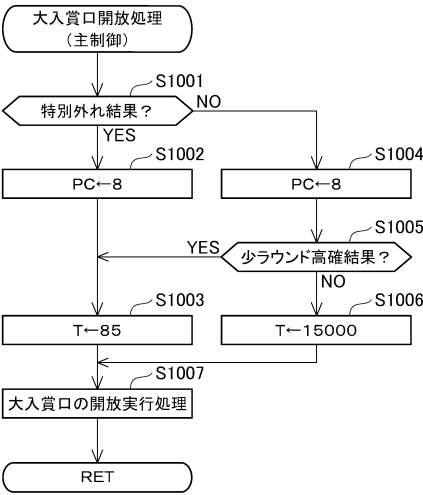 大入賞口開放処理
（主制御）
S1001
特別外れ結果？
NO
YES
S1002
PC←8
S1004
PC←8
S1005
少ラウンド高確結果？
YES
NO
S1003
T←85
S1006
T←15000
S1007
大入賞口の開放実行処理
RET